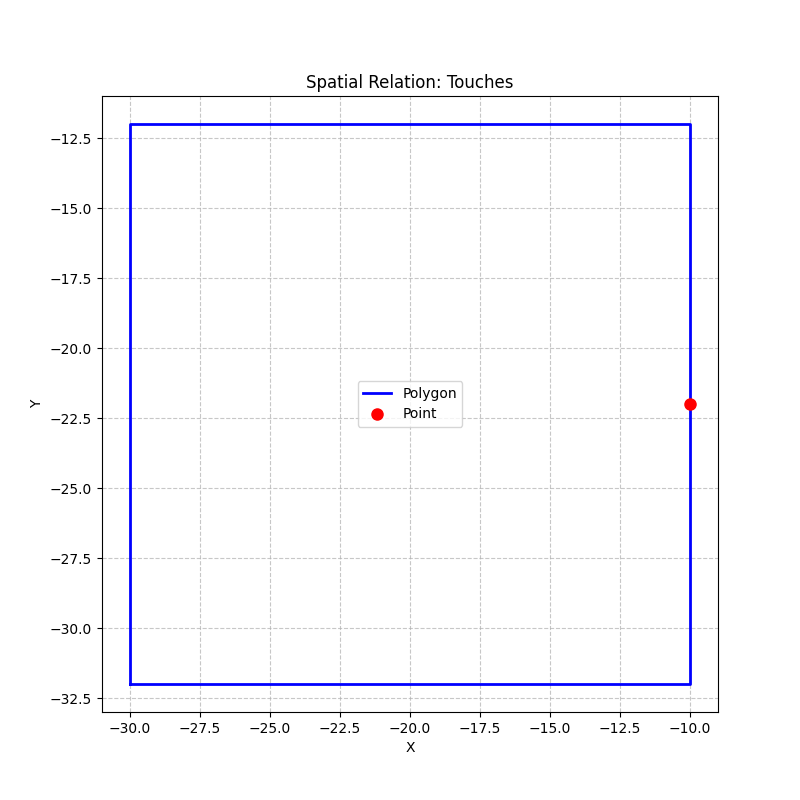 Spatial Relation: Touches
−12.5
−15.0
−17.5
−20.0
−22.5
−25.0
−27.5
−30.0
−32.5
Y
Polygon
Point
−30.0 −27.5 −25.0 −22.5 −20.0 −17.5 −15.0 −12.5 −10.0
X